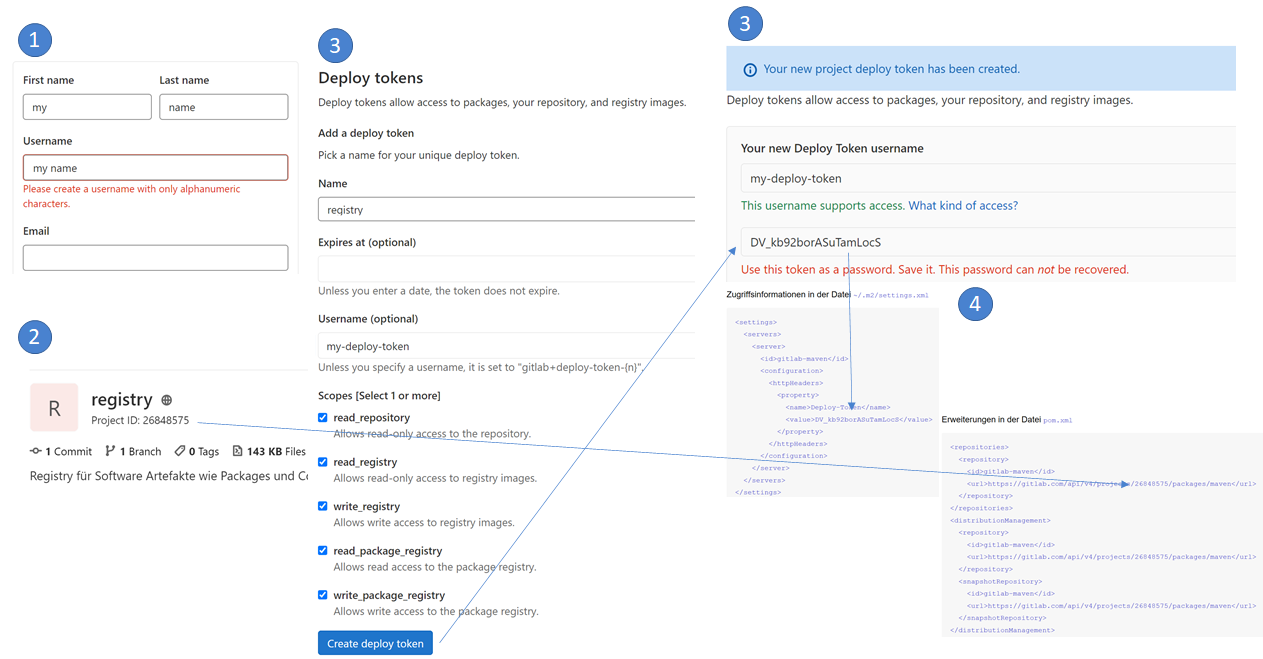 1
First name Last name
my name
Username
my name
Please create a username with only alphanumeric
characters.
Email
2
R
registry
Project ID: 26848575
1 Commit 1 Branch 0 Tags 143 KB Files
Registry für Software Artefakte wie Packages und Co
3
Deploy tokens
Deploy tokens allow access to packages, your repository, and registry images.
Add a deploy token
Pick a name for your unique deploy token.
Name
registry
Expires at (optional)
Unless you enter a date, the token does not expire.
Username (optional)
my-deploy-token
Unless you specify a username, it is set to "gitlab+deploy-token-{n}".
Scopes [Select 1 or more]
read_repository
Allows read-only access to the repository.
read_registry
Allows read-only access to registry images.
write_registry
Allows write access to registry images.
read_package_registry
Allows read access to the package registry.
write_package_registry
Allows write access to the package registry.
Create deploy token
3
Your new project deploy token has been created.
Deploy tokens allow access to packages, your repository, and registry images.
Your new Deploy Token username
my-deploy-token
This username supports access. What kind of access?
DV_kb92borASuTamLocS
Use this token as a password. Save it. This password can not be recovered.
Zugriffsinformationen in der Datei ~/.m2/settings.xml
<settings>
<servers>
<server>
<id>gitlab-maven</id>
<configuration>
<httpHeaders>
<property>
<name>Deploy-Token</name>
<value>DV_kb92borASuTamLocS</value>
</property>
</httpHeaders>
</configuration>
</server>
</servers>
</settings>
4
Erweiterungen in der Datei pom.xml
<repositories>
<repository>
<id>gitlab-maven</id>
<url>https://gitlab.com/api/v4/projects/26848575/packages/maven</url>
</repository>
</repositories>
<distributionManagement>
<repository>
<id>gitlab-maven</id>
<url>https://gitlab.com/api/v4/projects/26848575/packages/maven</url>
</repository>
<snapshotRepository>
<id>gitlab-maven</id>
<url>https://gitlab.com/api/v4/projects/26848575/packages/maven</url>
</snapshotRepository>
</distributionManagement>